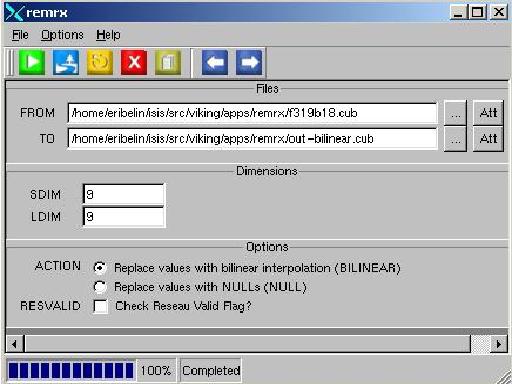 remrx
File Options Help
Files
FROM /home/eribelin/isis/src/viking/apps/remrx/f319b18.cub ... Att
TO /home/eribelin/isis/src/viking/apps/remrx/out-bilinear.cub ... Att
Dimensions
SDIM 9
LDIM 9
Options
ACTION Replace values with bilinear interpolation (BILINEAR)
Replace values with NULLs (NULL)
RESVALID Check Reseau Valid Flag?
100% Completed